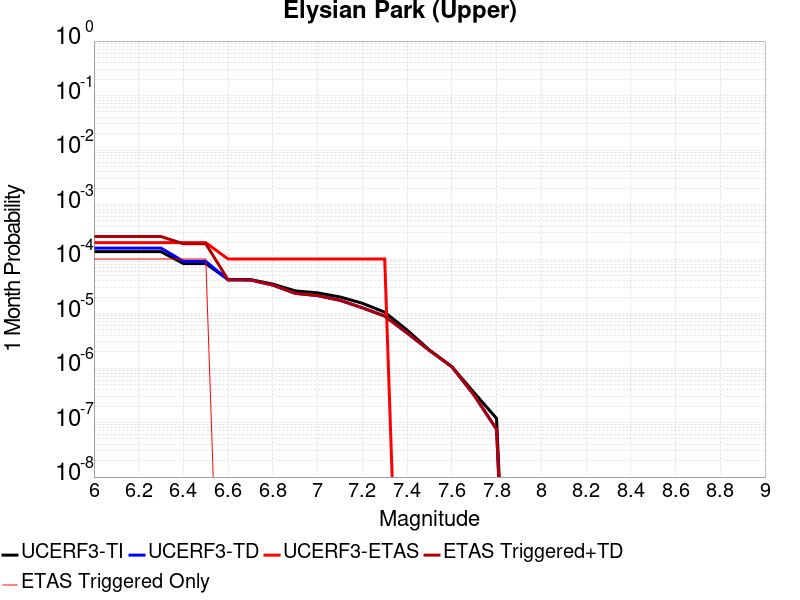 Elysian Park (Upper)
10^0
10^-1
10^-2
10^-3
10^-4
10^-5
10^-6
10^-7
10^-8
1 Month Probability
6 6.2 6.4 6.6 6.8 7 7.2 7.4 7.6 7.8 8 8.2 8.4 8.6 8.8 9
Magnitude
UCERF3-TI UCERF3-TD UCERF3-ETAS ETAS Triggered+TD
ETAS Triggered Only